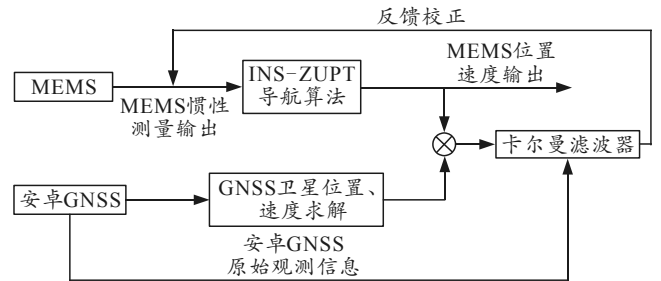 反馈校正
MEMS
INS-ZUPT
导航算法
MEMS位置
速度输出
MEMS惯性
测量输出
卡尔曼滤波器
安卓GNSS
GNSS卫星位置、
速度求解
安卓GNSS
原始观测信息